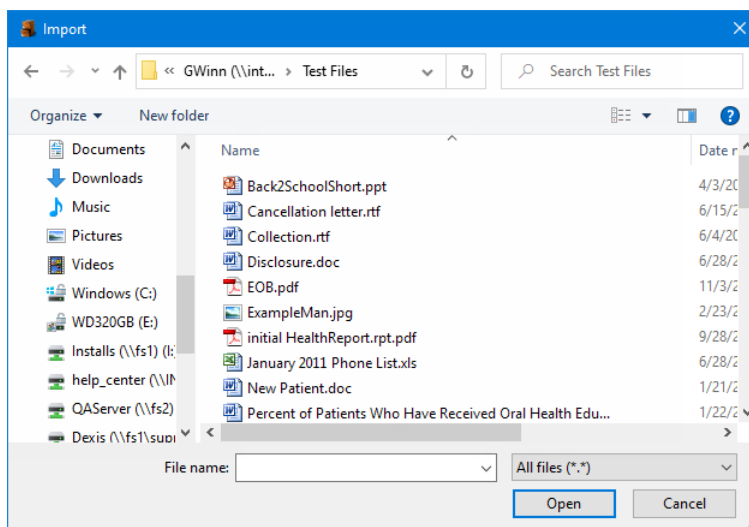 Import
« GWinn (\\int... › Test Files
Search Test Files
Organize
New folder
Documents
Downloads
Music
Pictures
Videos
Windows (C:)
WD320GB (E:)
Installs (\\fs1) (I:
help_center (\\IN
QAServer (\\fs2)
Dexis (\\fs1\supp
Name
Date r
Back2SchoolShort.ppt 4/3/20
Cancellation letter.rtf 6/15/2
Collection.rtf 6/4/20
Disclosure.doc 6/28/2
EOB.pdf 11/3/2
ExampleMan.jpg 2/23/2
initial HealthReport.rpt.pdf 9/28/2
January 2011 Phone List.xls 6/28/2
New Patient.doc 1/21/2
Percent of Patients Who Have Received Oral Health Edu... 1/22/2
File name:
All files (*.*)
Open
Cancel